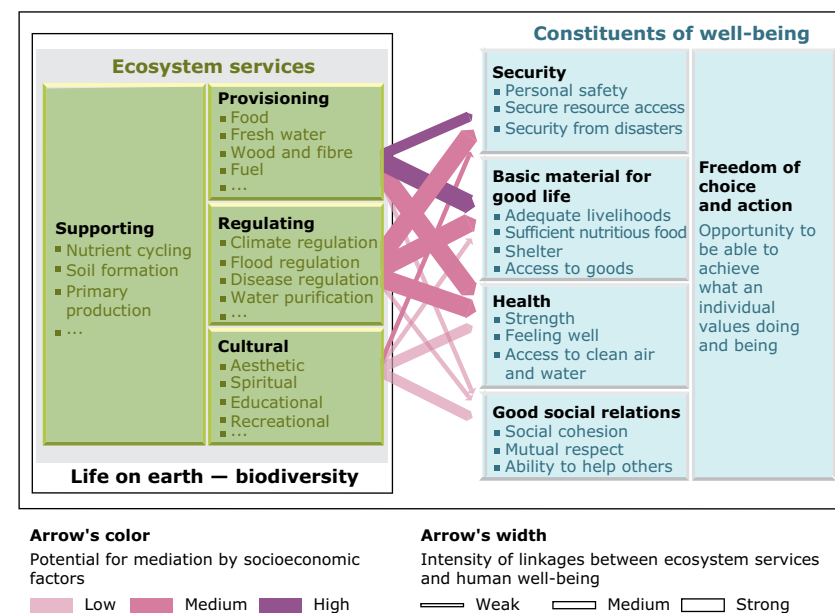 Constituents of well-being
Ecosystem services
Supporting
Nutrient cycling
Soil formation
Primary
production
...
Provisioning
Food
Fresh water
Wood and fibre
Fuel
...
Regulating
Climate regulation
Flood regulation
Disease regulation
Water purification
...
Cultural
Aesthetic
Spiritual
Educational
Recreational
...
Life on earth — biodiversity
Security
Personal safety
Secure resource access
Security from disasters
Basic material for
good life
Adequate livelihoods
Sufficient nutritious food
Shelter
Access to goods
Health
Strength
Feeling well
Access to clean air
and water
Good social relations
Social cohesion
Mutual respect
Ability to help others
Freedom of
choice
and action
Opportunity to
be able to
achieve
what an
individual
values doing
and being
Arrow's color
Potential for mediation by socioeconomic
factors
Low Medium High
Arrow's width
Intensity of linkages between ecosystem services
and human well-being
Weak Medium Strong